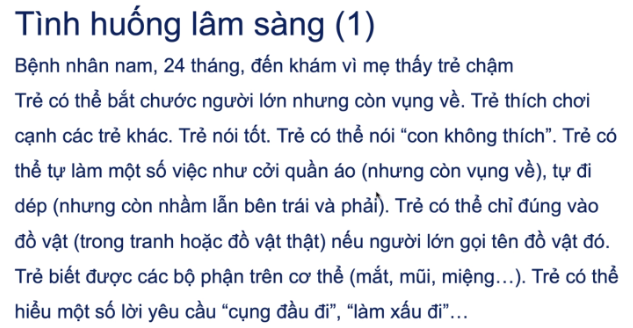 Tình huống lâm sàng (1)
Bệnh nhân nam, 24 tháng, đến khám vì mẹ thấy trẻ chậm
Trẻ có thể bắt chước người lớn nhưng còn vụng về. Trẻ thích chơi
cạnh các trẻ khác. Trẻ nói tốt. Trẻ có thể nói “con không thích”. Trẻ có
thể tự làm một số việc như cởi quần áo (nhưng còn vụng về), tự đi
dép (nhưng còn nhầm lẫn bên trái và phải). Trẻ có thể chỉ đúng vào
đồ vật (trong tranh hoặc đồ vật thật) nếu người lớn gọi tên đồ vật đó.
Trẻ biết được các bộ phận trên cơ thể (mắt, mũi, miệng…). Trẻ có thể
hiểu một số lời yêu cầu “cụng đầu đi”, “làm xấu đi”…